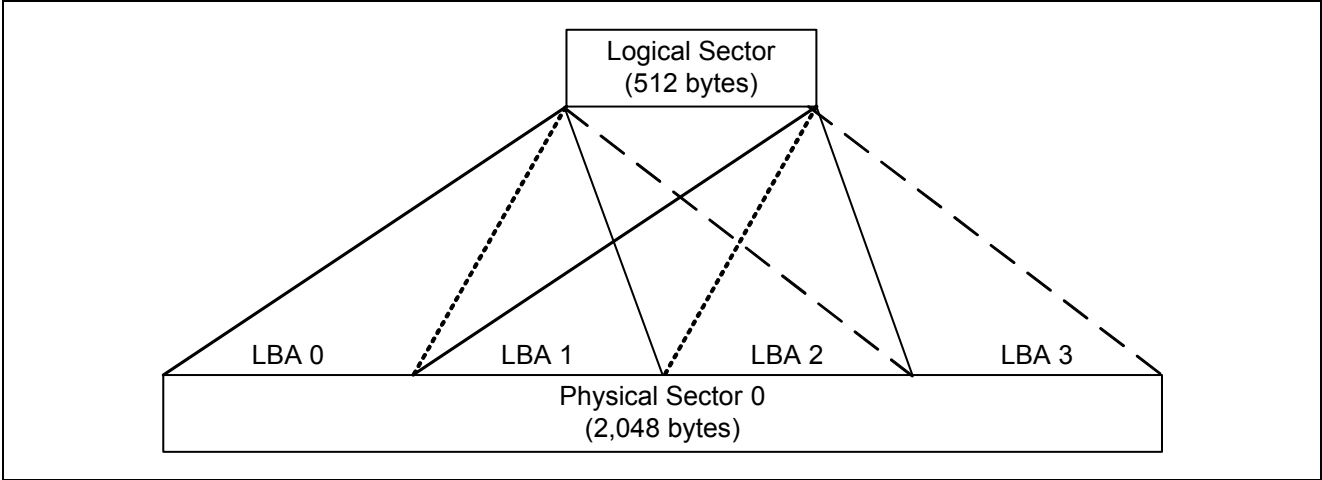 Logical Sector
(512 bytes)
LBA 0
LBA 1
LBA 2
LBA 3
Physical Sector 0
(2,048 bytes)